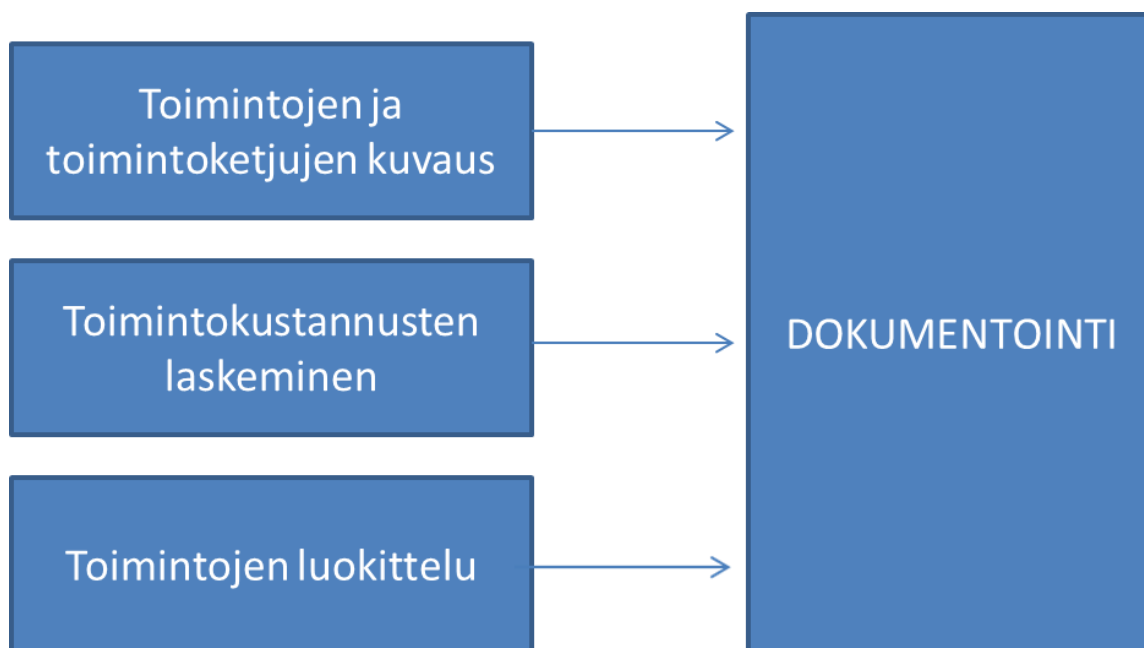 Toimintojen ja
toimintoketjujen kuvaus
Toimintokustannusten
laskeminen
Toimintojen luokittelu
DOKUMENTOINTI